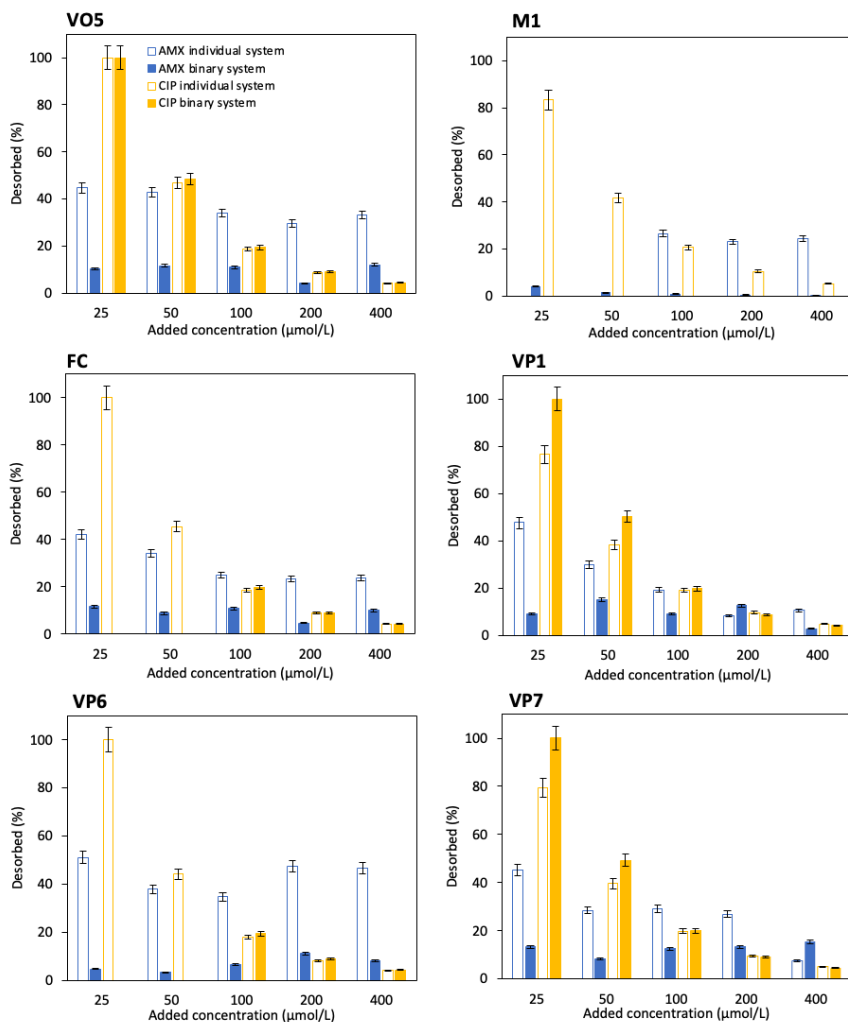 VO5
AMX individual system
AMX binary system
CIP individual system
CIP binary system
Desorbed (%)
100
80
60
40
20
0
25 50 100 200 400
Added concentration (µmol/L)
M1
Desorbed (%)
100
80
60
40
20
0
25 50 100 200 400
Added concentration (µmol/L)
FC
Desorbed (%)
100
80
60
40
20
0
25 50 100 200 400
Added concentration (µmol/L)
VP1
Desorbed (%)
100
80
60
40
20
0
25 50 100 200 400
Added concentration (µmol/L)
VP6
Desorbed (%)
100
80
60
40
20
0
25 50 100 200 400
Added concentration (µmol/L)
VP7
Desorbed (%)
100
80
60
40
20
0
25 50 100 200 400
Added concentration (µmol/L)